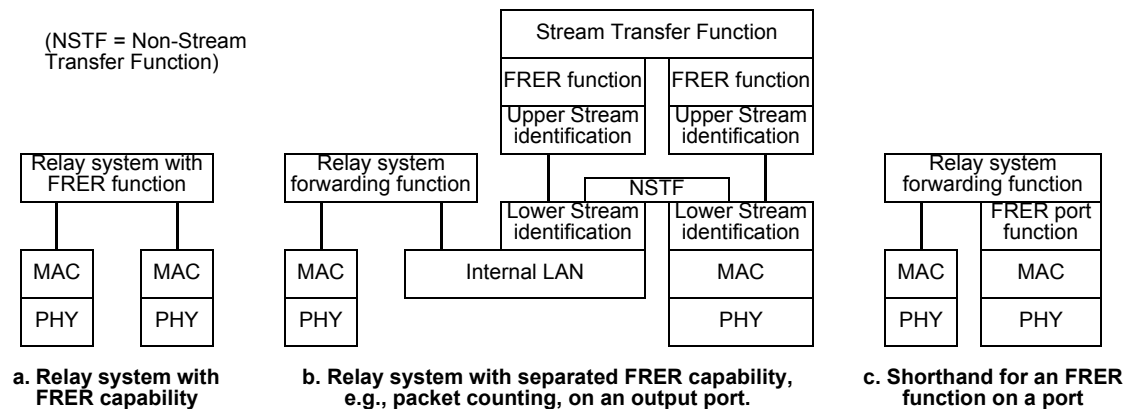 (NSTF = Non-Stream
Transfer Function)
Relay system with
FRER function
MAC
MAC
PHY
PHY
a. Relay system with
FRER capability
Stream Transfer Function
FRER function
FRER function
Upper Stream
identification
Upper Stream
identification
Relay system
forwarding function
NSTF
Lower Stream
identification
Lower Stream
identification
MAC
Internal LAN
MAC
PHY
PHY
b. Relay system with separated FRER capability,
e.g., packet counting, on an output port.
Relay system
forwarding function
FRER port
function
MAC
MAC
PHY
PHY
c. Shorthand for an FRER
function on a port